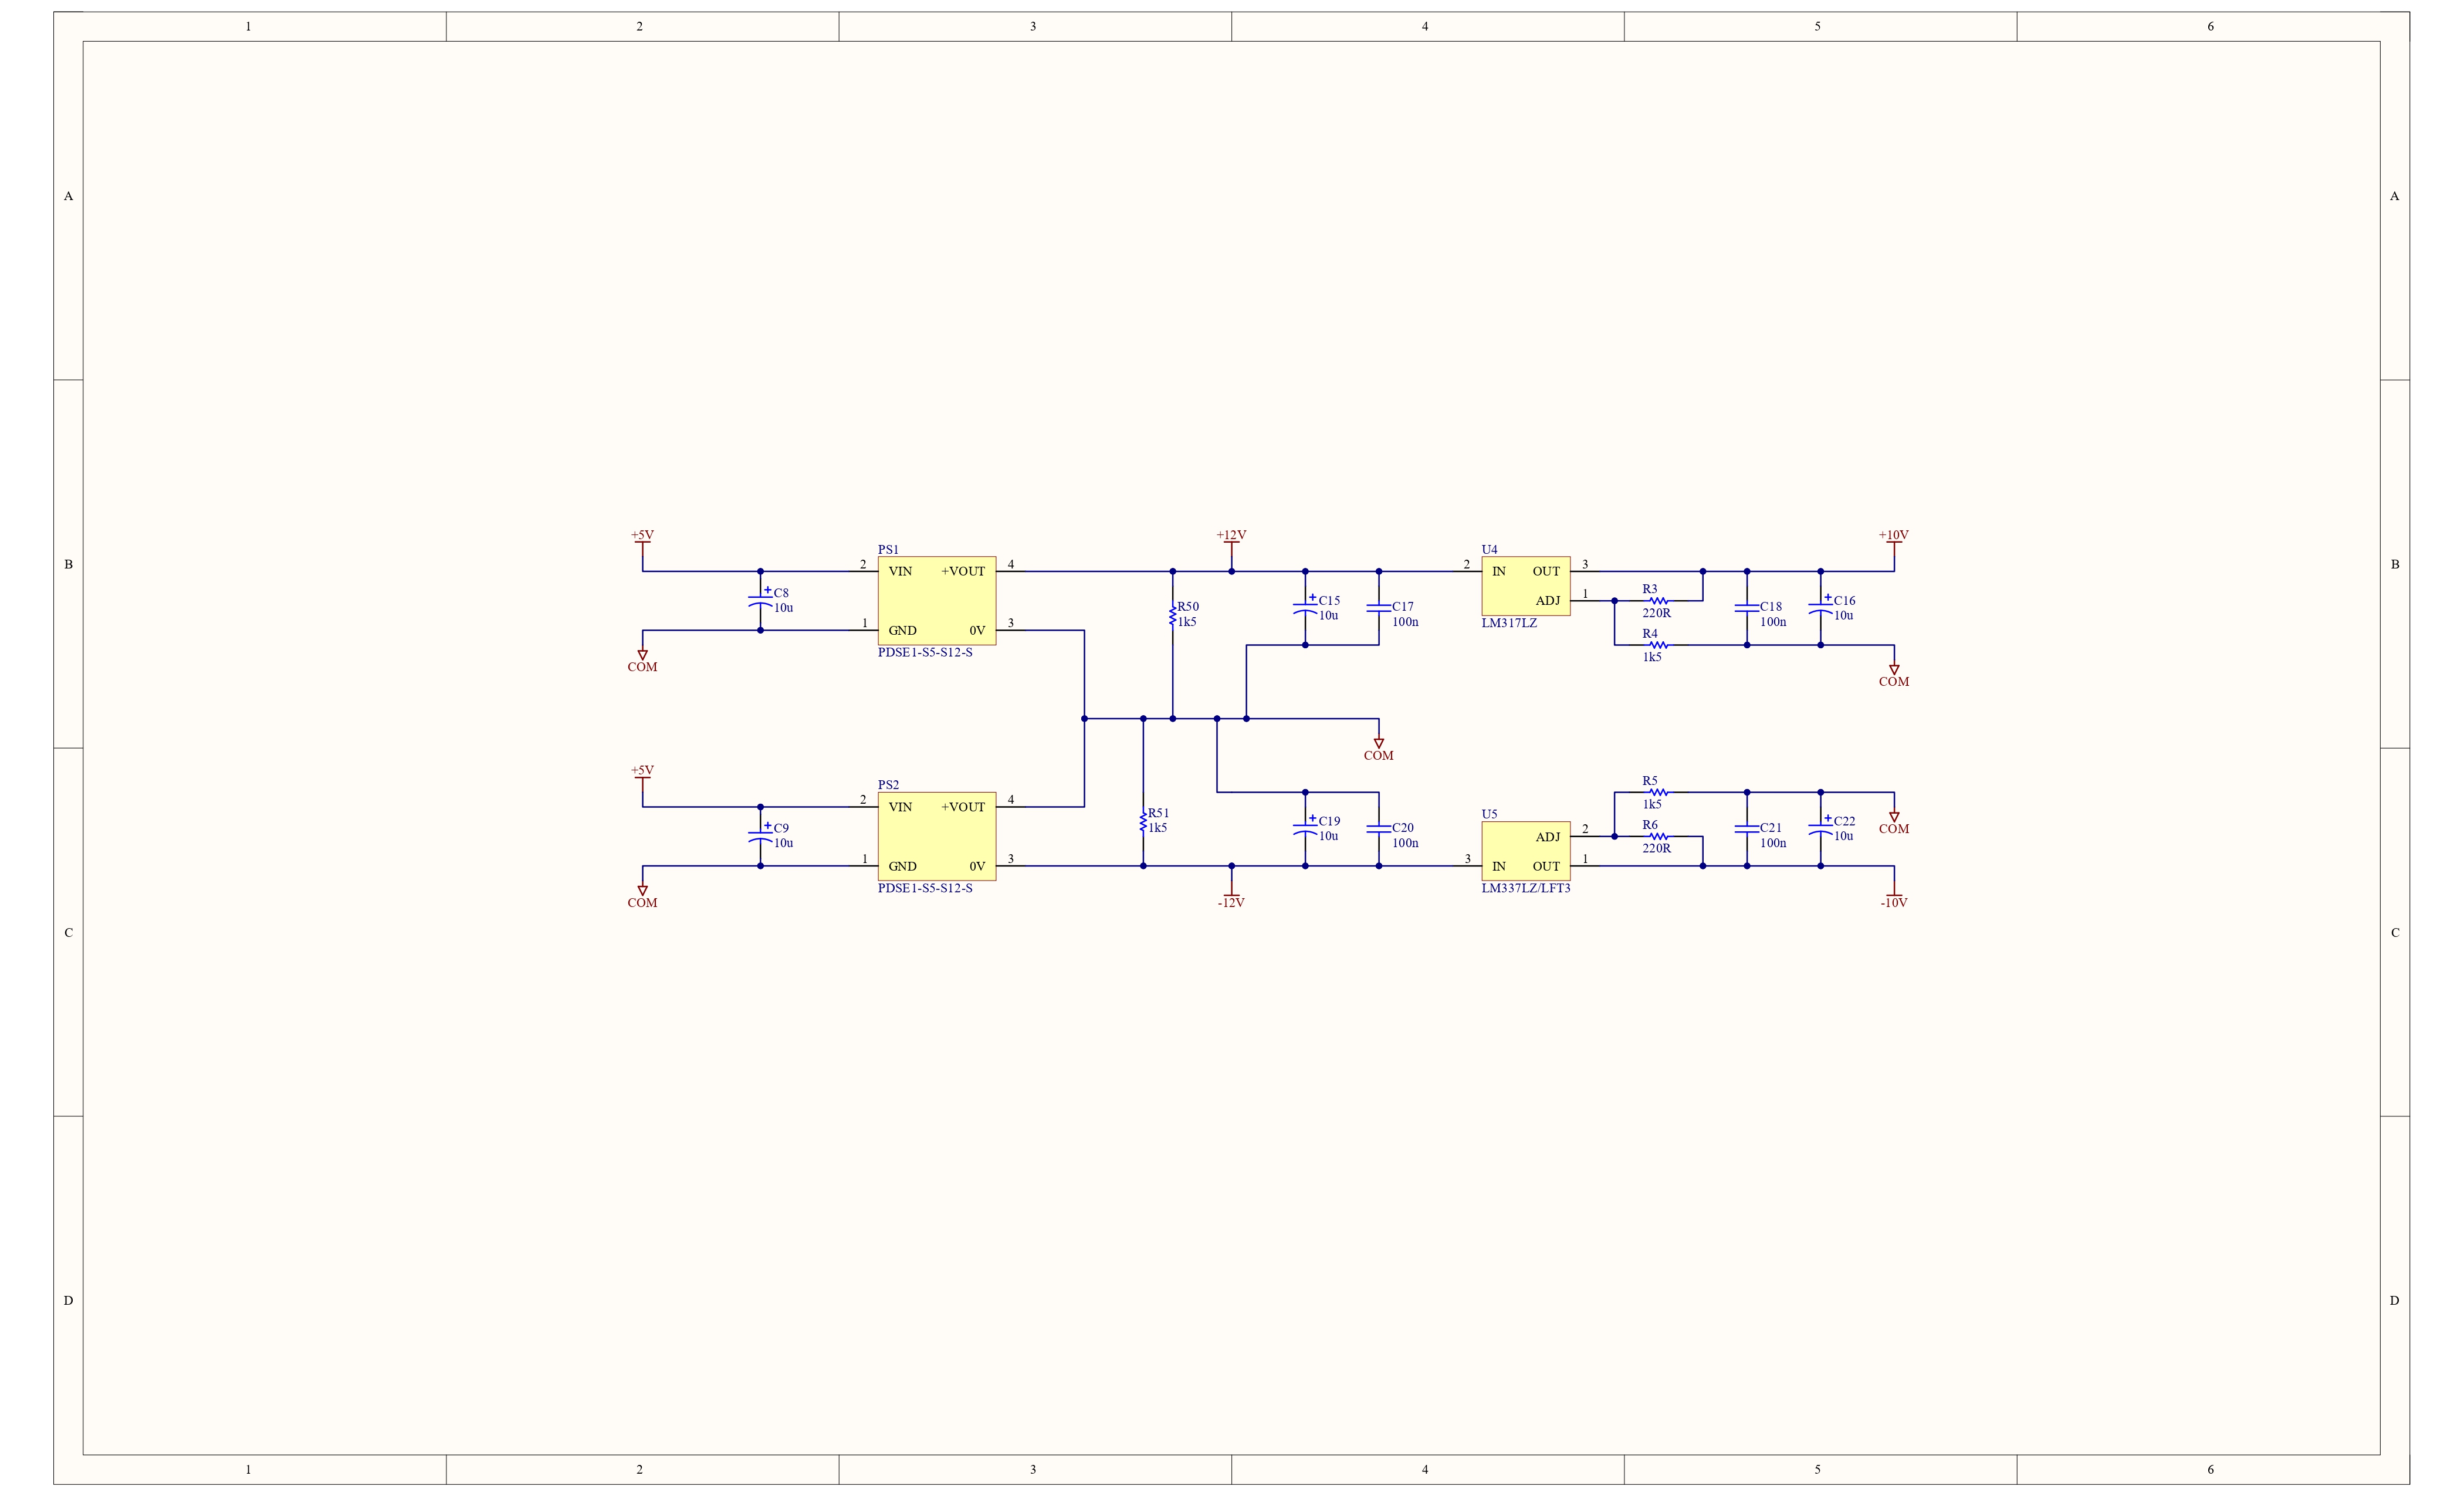 1 2 3 4 5 6
A A
+5V +12V +10V
B B
PS1 U4
2 VIN +VOUT 4 2 IN OUT 3
C8 10u
R50 1k5
C15 10u
C17 100n
ADJ 1
R3
220R
C18 100n
C16 10u
1 GND 0V 3
LM317LZ
R4
1k5
PDSE1-S5-S12-S
COM COM
COM
+5V
PS2
R5
1k5
2 VIN +VOUT 4
R51 1k5
C9 10u
C19 10u
C20 100n
U5
R6
220R
C21 100n
C22 10u
COM
ADJ 2
1 GND 0V 3 3 IN OUT 1
PDSE1-S5-S12-S LM337LZ/LFT3
COM -12V -10V
C C
D D
1 2 3 4 5 6